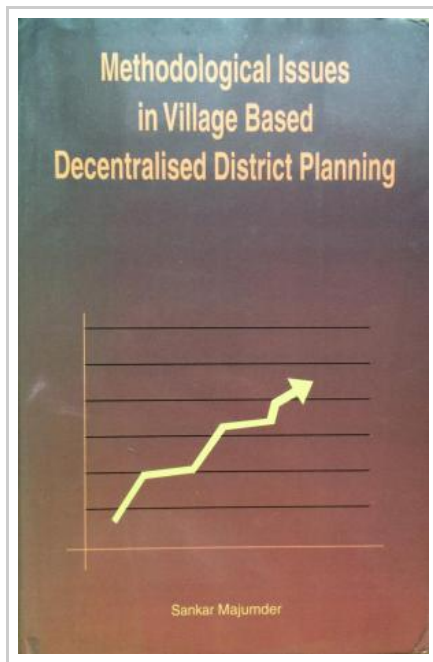 Methodological Issues
in Village Based
Decentralised District Planning
Sankar Majumder